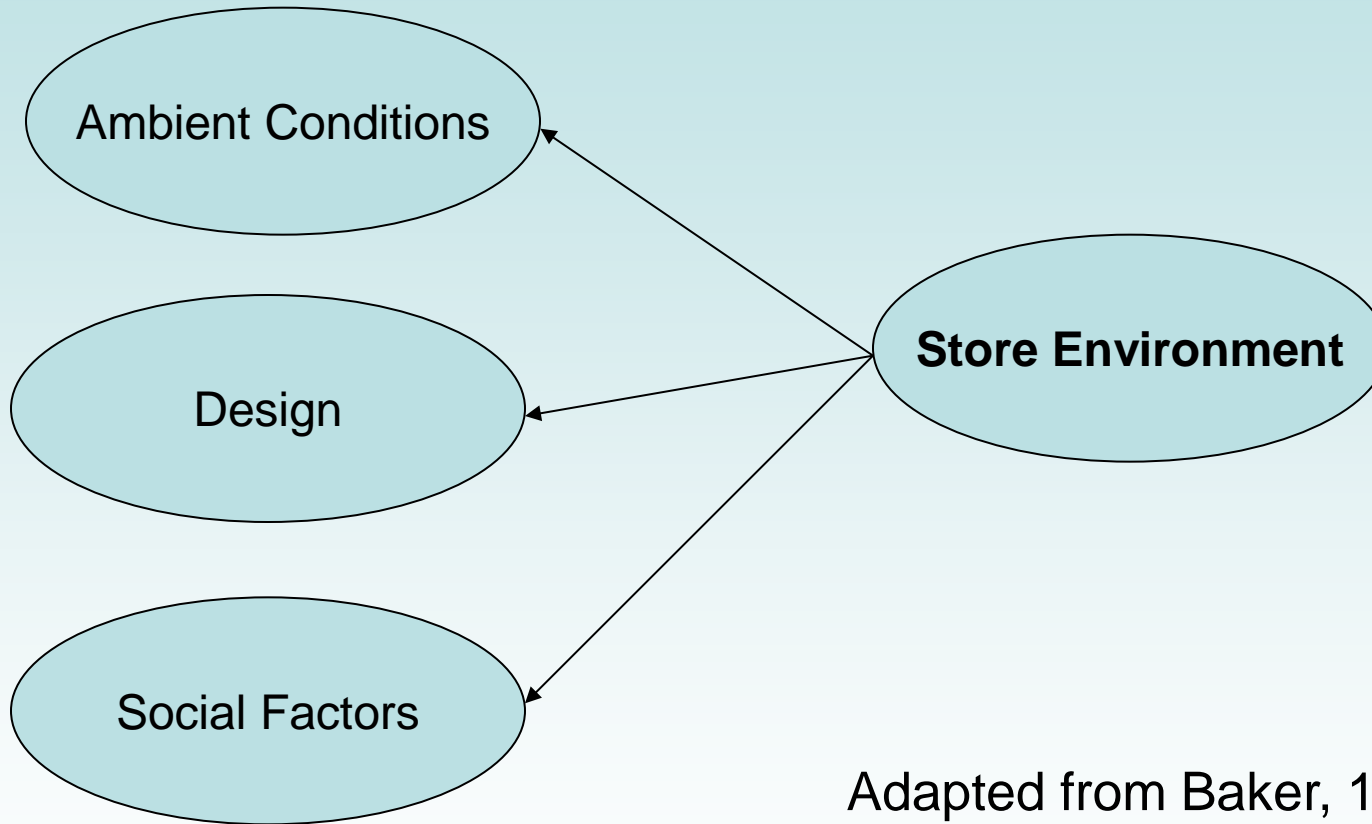 Ambient Conditions
Store Environment
Design
Social Factors
Adapted from Baker, 1